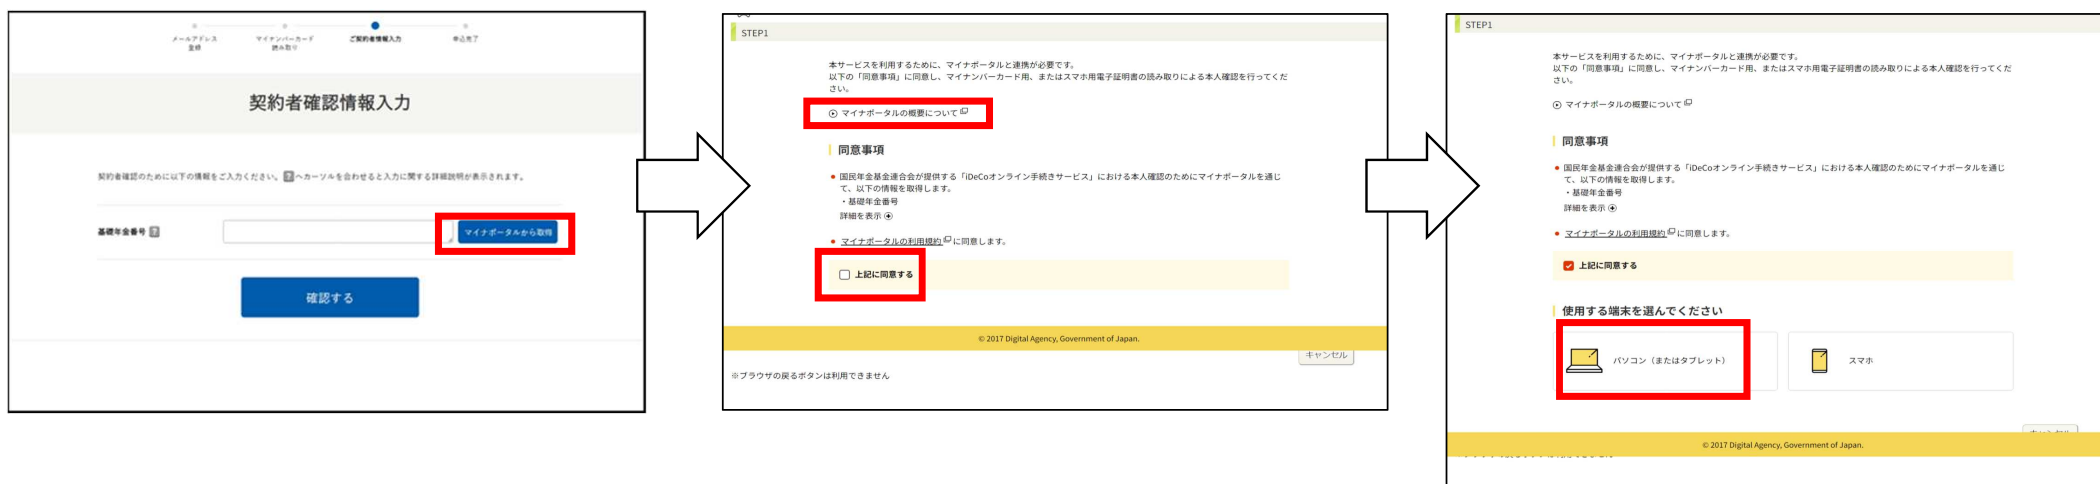 メールアドレス
登録
マイナンバーカード
読み取り
ご契約者情報入力
申込完了
契約者確認情報入力
契約者確認のために以下の情報をご入力ください。?へカーソルを合わせると入力に関する詳細説明が表示されます。
基礎年金番号 ?
マイナポータルから取得
確認する
STEP1
本サービスを利用するために、マイナポータルと連携が必要です。
以下の「同意事項」に同意し、マイナンバーカード用、またはスマホ用電子証明書の読み取りによる本人確認を行ってくだ
さい。
マイナポータルの概要について
同意事項
国民年金基金連合会が提供する「iDeCoオンライン手続きサービス」における本人確認のためにマイナポータルを通じ
て、以下の情報を取得します。
・基礎年金番号
詳細を表示
マイナポータルの利用規約に同意します。
上記に同意する
© 2017 Digital Agency, Government of Japan.
キャンセル
※ブラウザの戻るボタンは利用できません
STEP1
本サービスを利用するために、マイナポータルと連携が必要です。
以下の「同意事項」に同意し、マイナンバーカード用、またはスマホ用電子証明書の読み取りによる本人確認を行ってくだ
さい。
マイナポータルの概要について
同意事項
国民年金基金連合会が提供する「iDeCoオンライン手続きサービス」における本人確認のためにマイナポータルを通じ
て、以下の情報を取得します。
・基礎年金番号
詳細を表示
マイナポータルの利用規約に同意します。
上記に同意する
使用する端末を選んでください
パソコン（またはタブレット）
スマホ
© 2017 Digital Agency, Government of Japan.